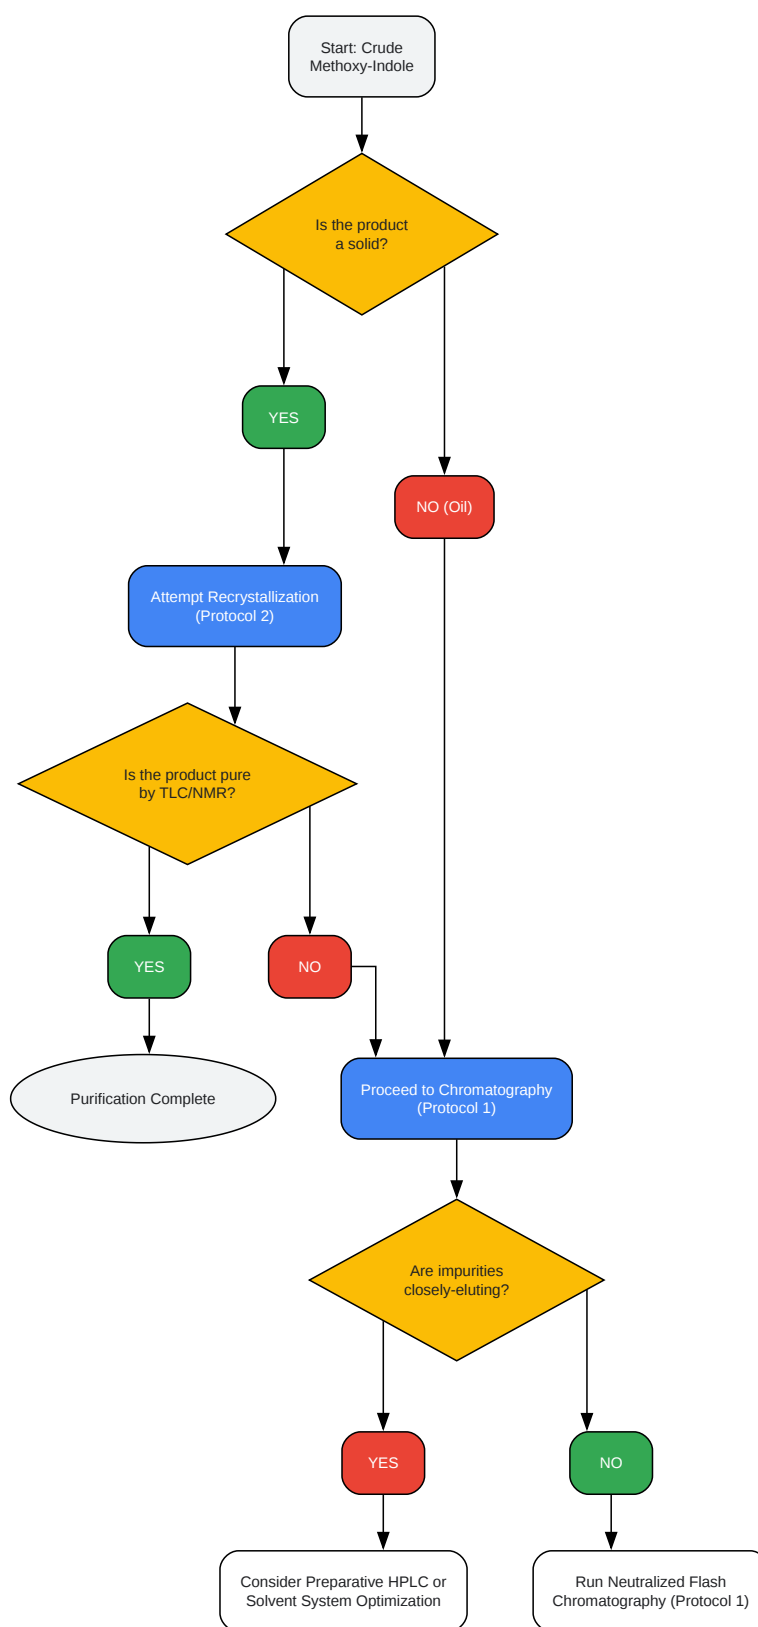 Start: Crude
Methoxy-Indole
Is the product
a solid?
YES
NO (Oil)
Attempt Recrystallization
(Protocol 2)
Is the product pure
by TLC/NMR?
YES
NO
Purification Complete
Proceed to Chromatography
(Protocol 1)
Are impurities
closely-eluting?
YES
NO
Consider Preparative HPLC or
Solvent System Optimization
Run Neutralized Flash
Chromatography (Protocol 1)